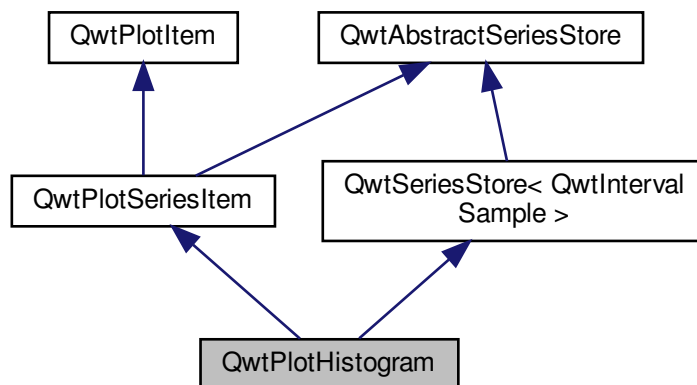 QwtPlotItem
QwtAbstractSeriesStore
QwtPlotSeriesItem
QwtSeriesStore< QwtInterval
Sample >
QwtPlotHistogram